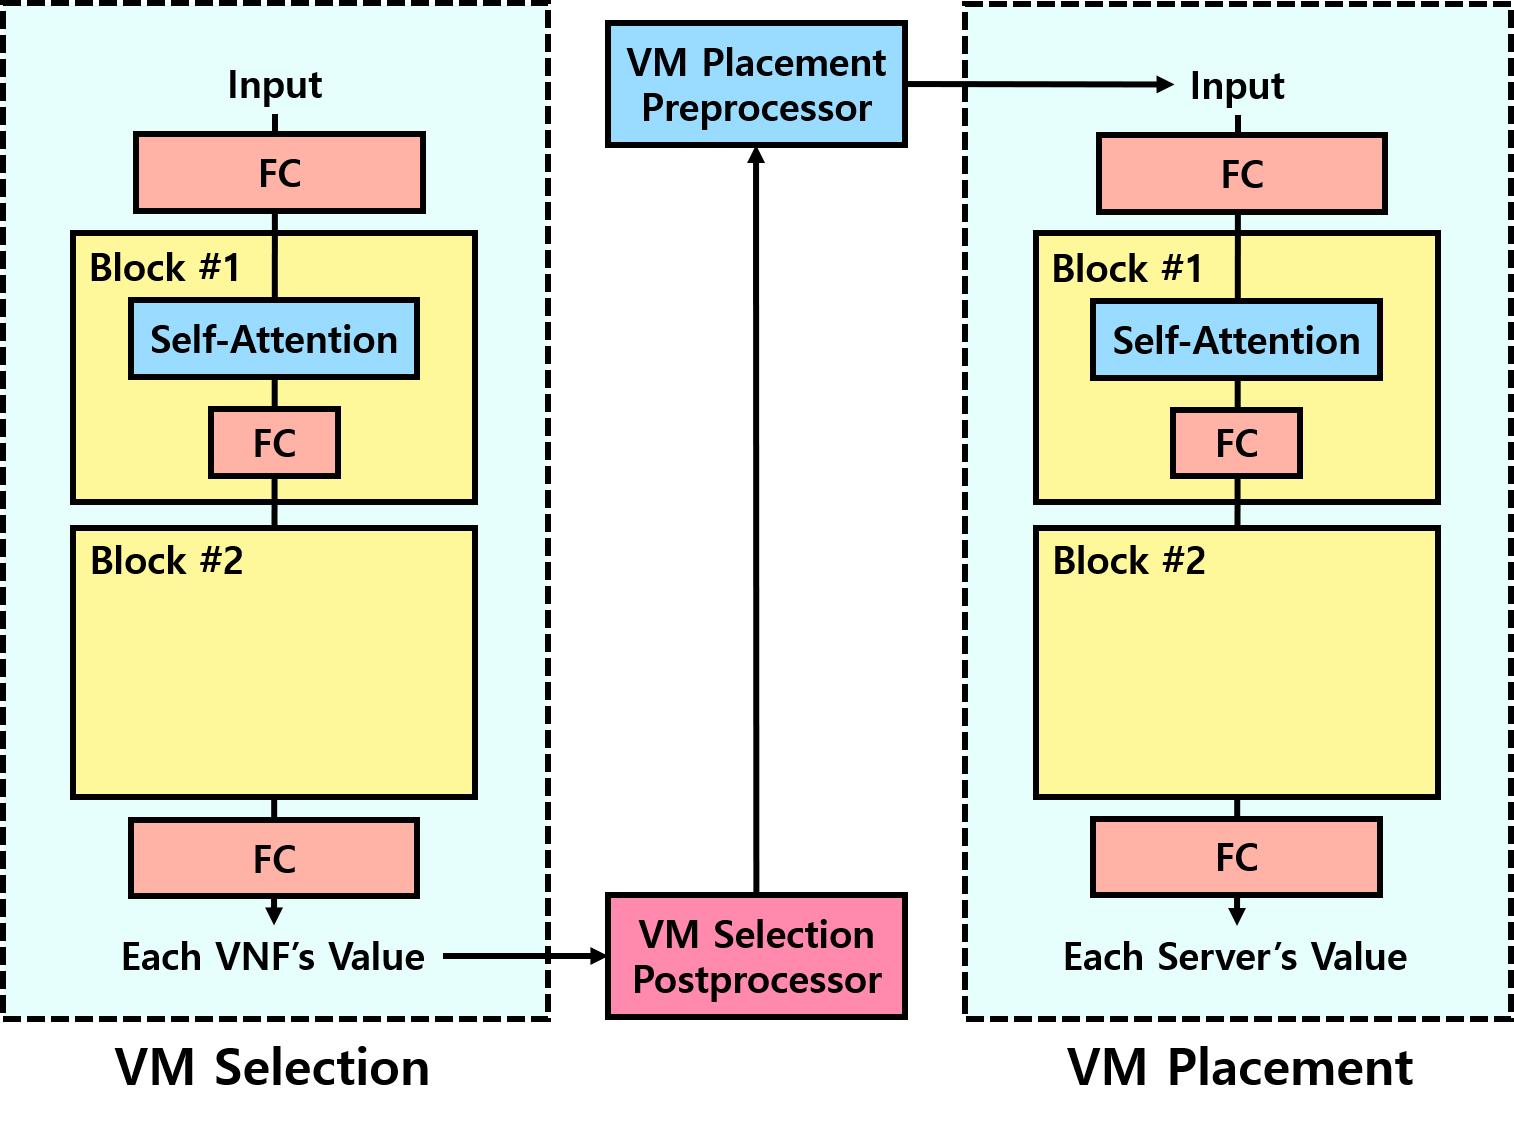 Input
FC
Block #1
Self-Attention
FC
Block #2
FC
Each VNF’s Value
VM Selection
VM Placement
Preprocessor
VM Selection
Postprocessor
Input
FC
Block #1
Self-Attention
FC
Block #2
FC
Each Server’s Value
VM Placement